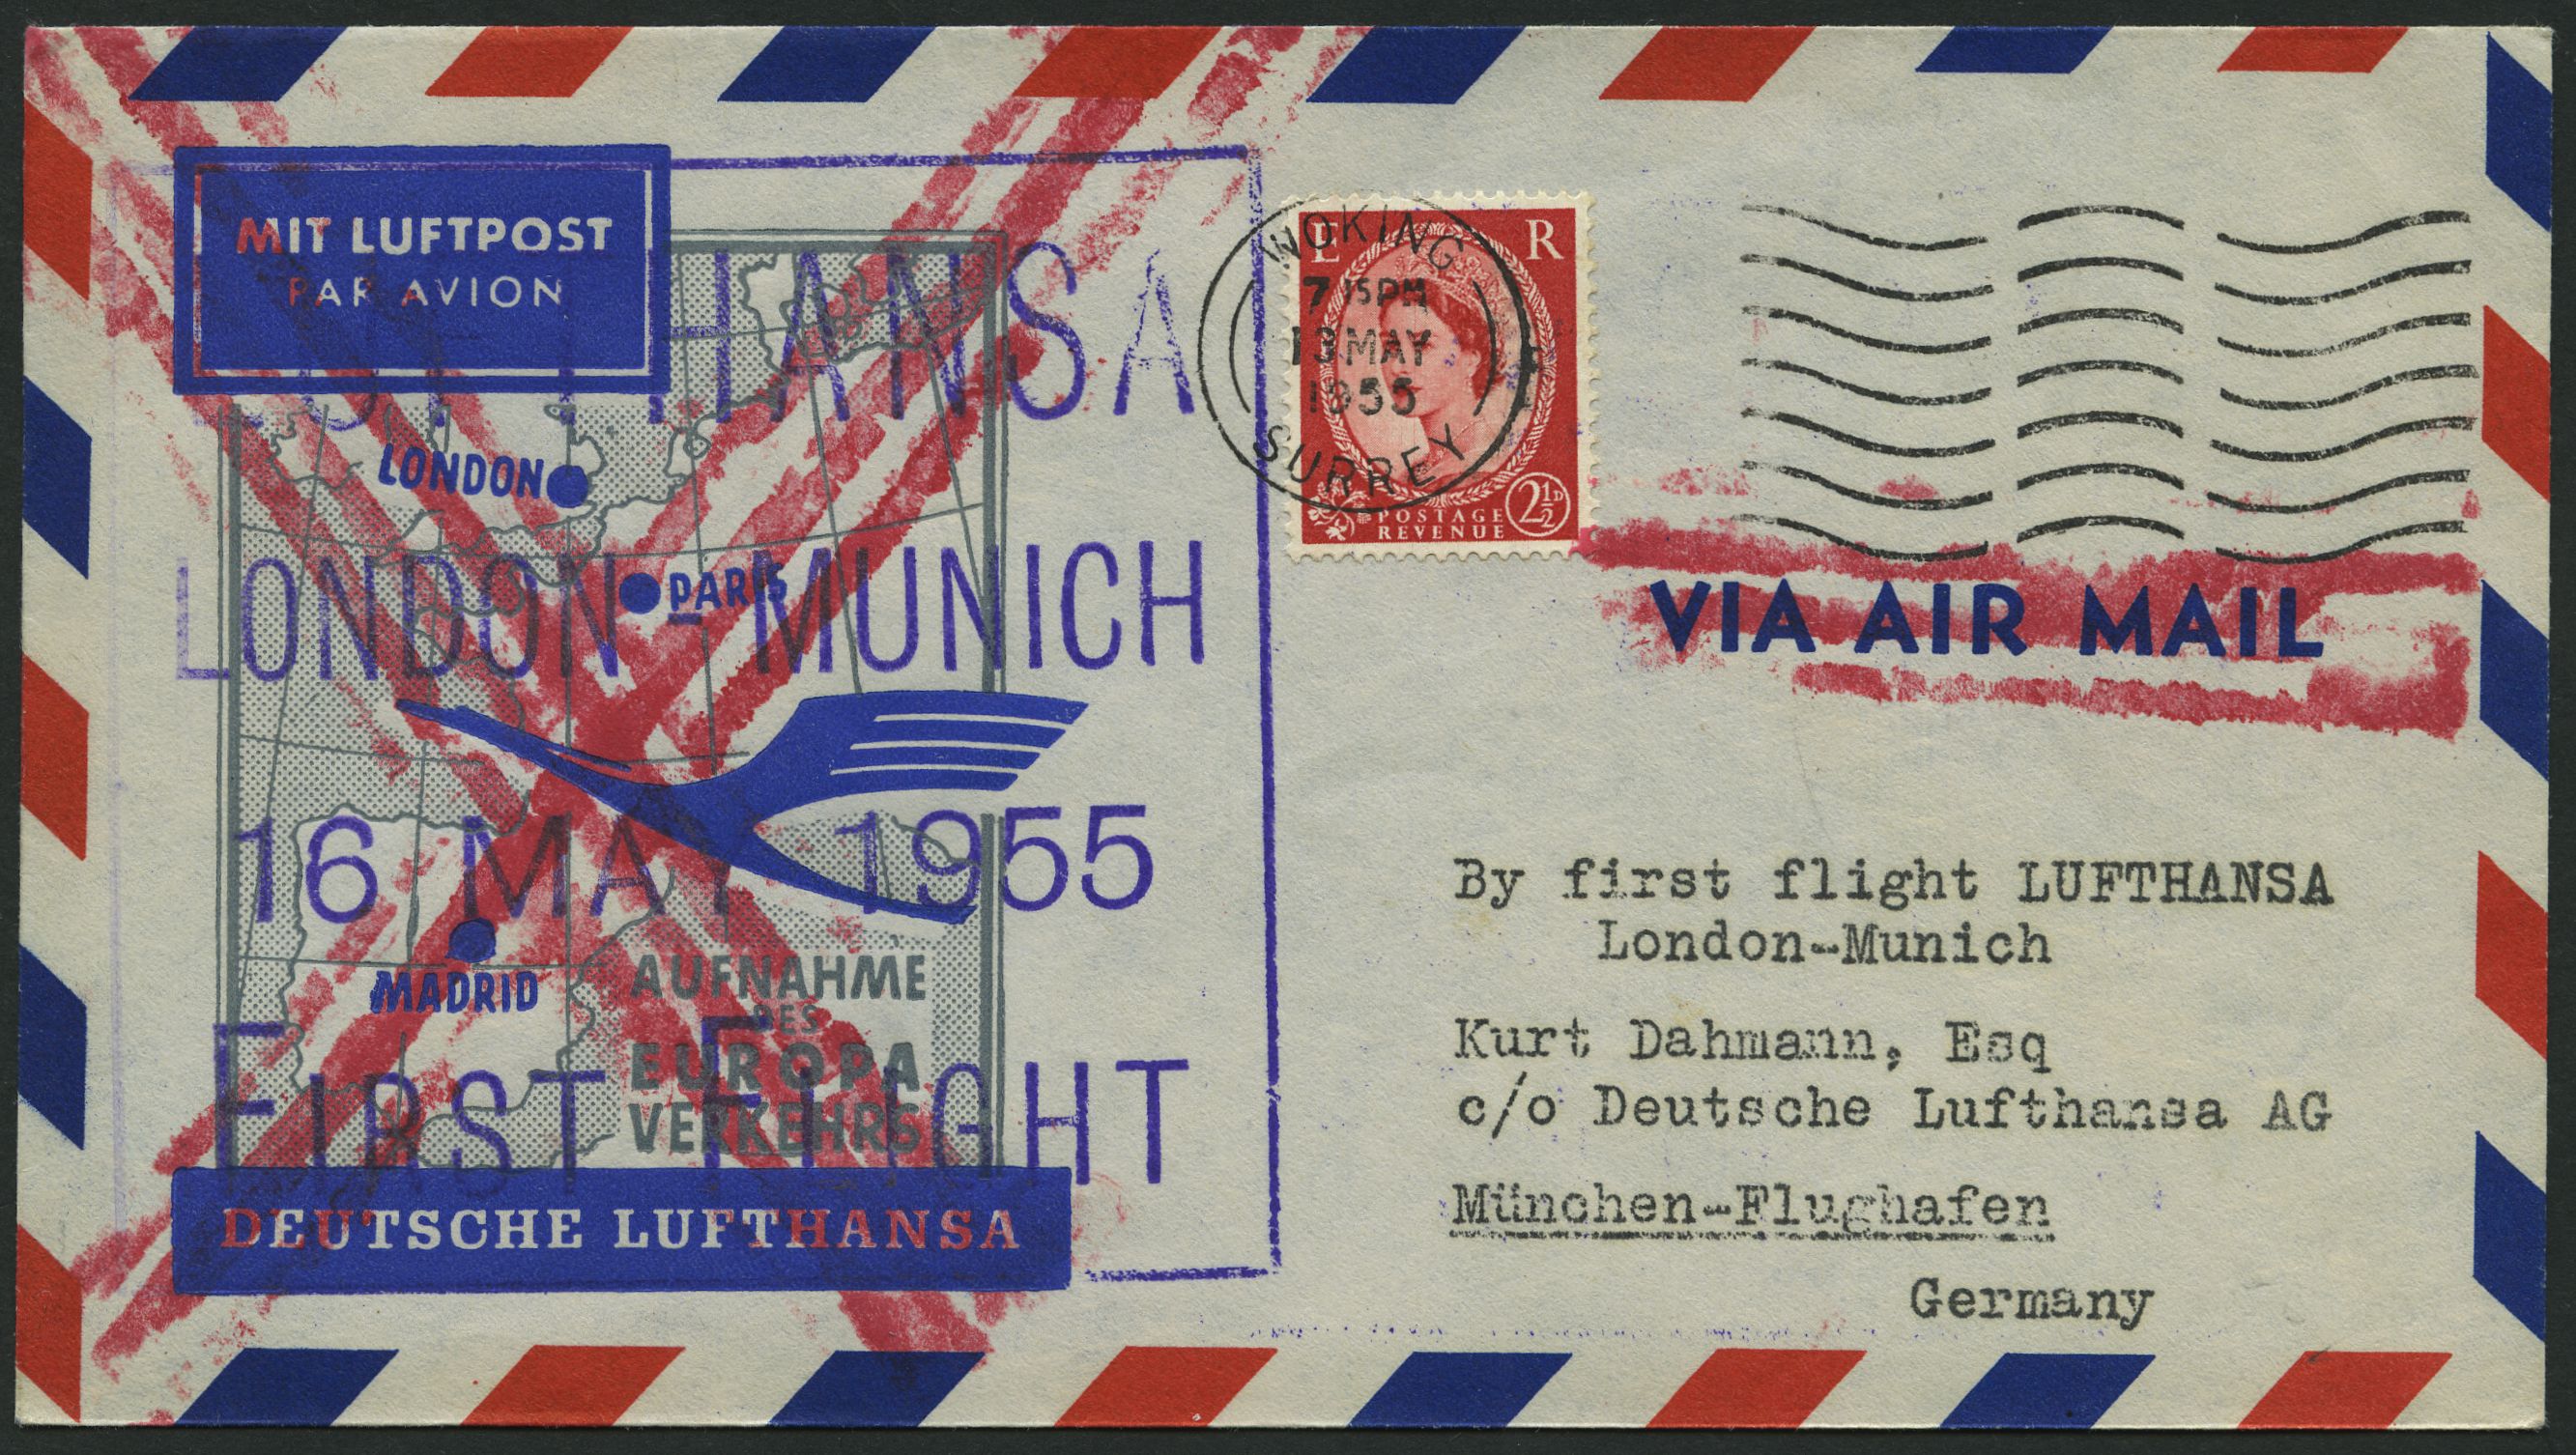 MIT LUFTPOST
PAR AVION
LUFTHANSA
LONDON
PARIS
LONDON - MUNICH
16 MAY 1955
MADRID
AUFNAHME
DES
EUROPA
VERKEHRS
FIRST FLIGHT
DEUTSCHE LUFTHANSA
WOKING
7 15 PM
13 MAY
1955
SURREY
E R
POSTAGE
REVENUE
2½D
VIA AIR MAIL
By first flight LUFTHANSA
London--Munich
Kurt Dahmann, Esq
c/o Deutsche Lufthansa AG
München-Flughafen
Germany